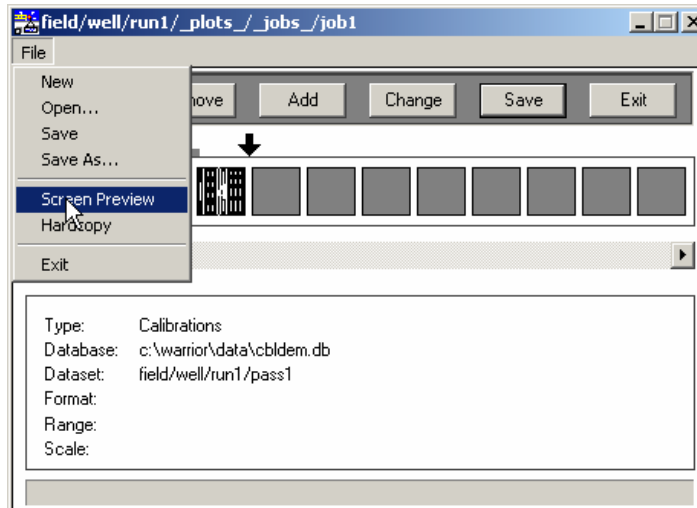 field/well/run1/_plots_/_jobs_/job1
File
New
Open...
Save
Save As...
Screen Preview
Hardcopy
Exit
Add
Change
Save
Exit
Type: Calibrations
Database: c:\warrior\data\cbldem.db
Dataset: field/well/run1/pass1
Format:
Range:
Scale: